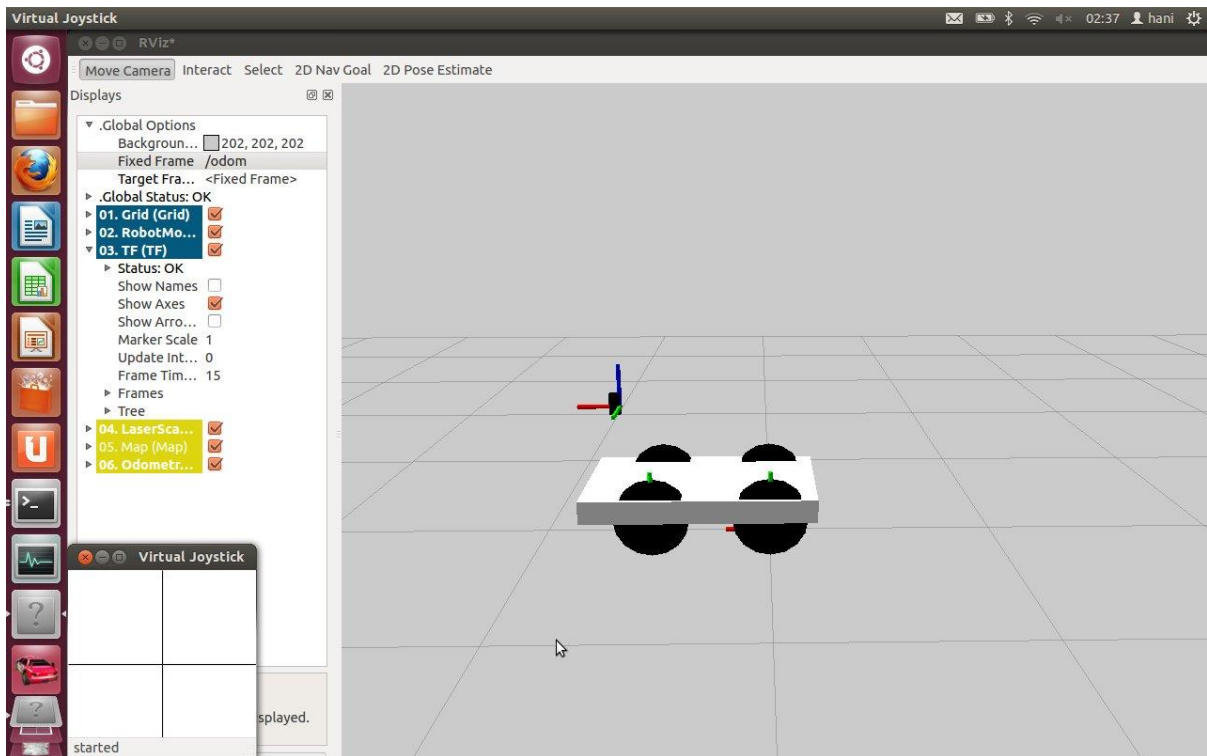 Virtual Joystick
02:37 hani
RViz*
Move Camera Interact Select 2D Nav Goal 2D Pose Estimate
Displays
.Global Options
Backgroun... 202, 202, 202
Fixed Frame /odom
Target Fra... <Fixed Frame>
.Global Status: OK
01. Grid (Grid)
02. RobotMo...
03. TF (TF)
Status: OK
Show Names
Show Axes
Show Arro...
Marker Scale 1
Update Int... 0
Frame Tim... 15
Frames
Tree
04. LaserSca...
05. Map (Map)
06. Odometr...
Virtual Joystick
splayed.
started